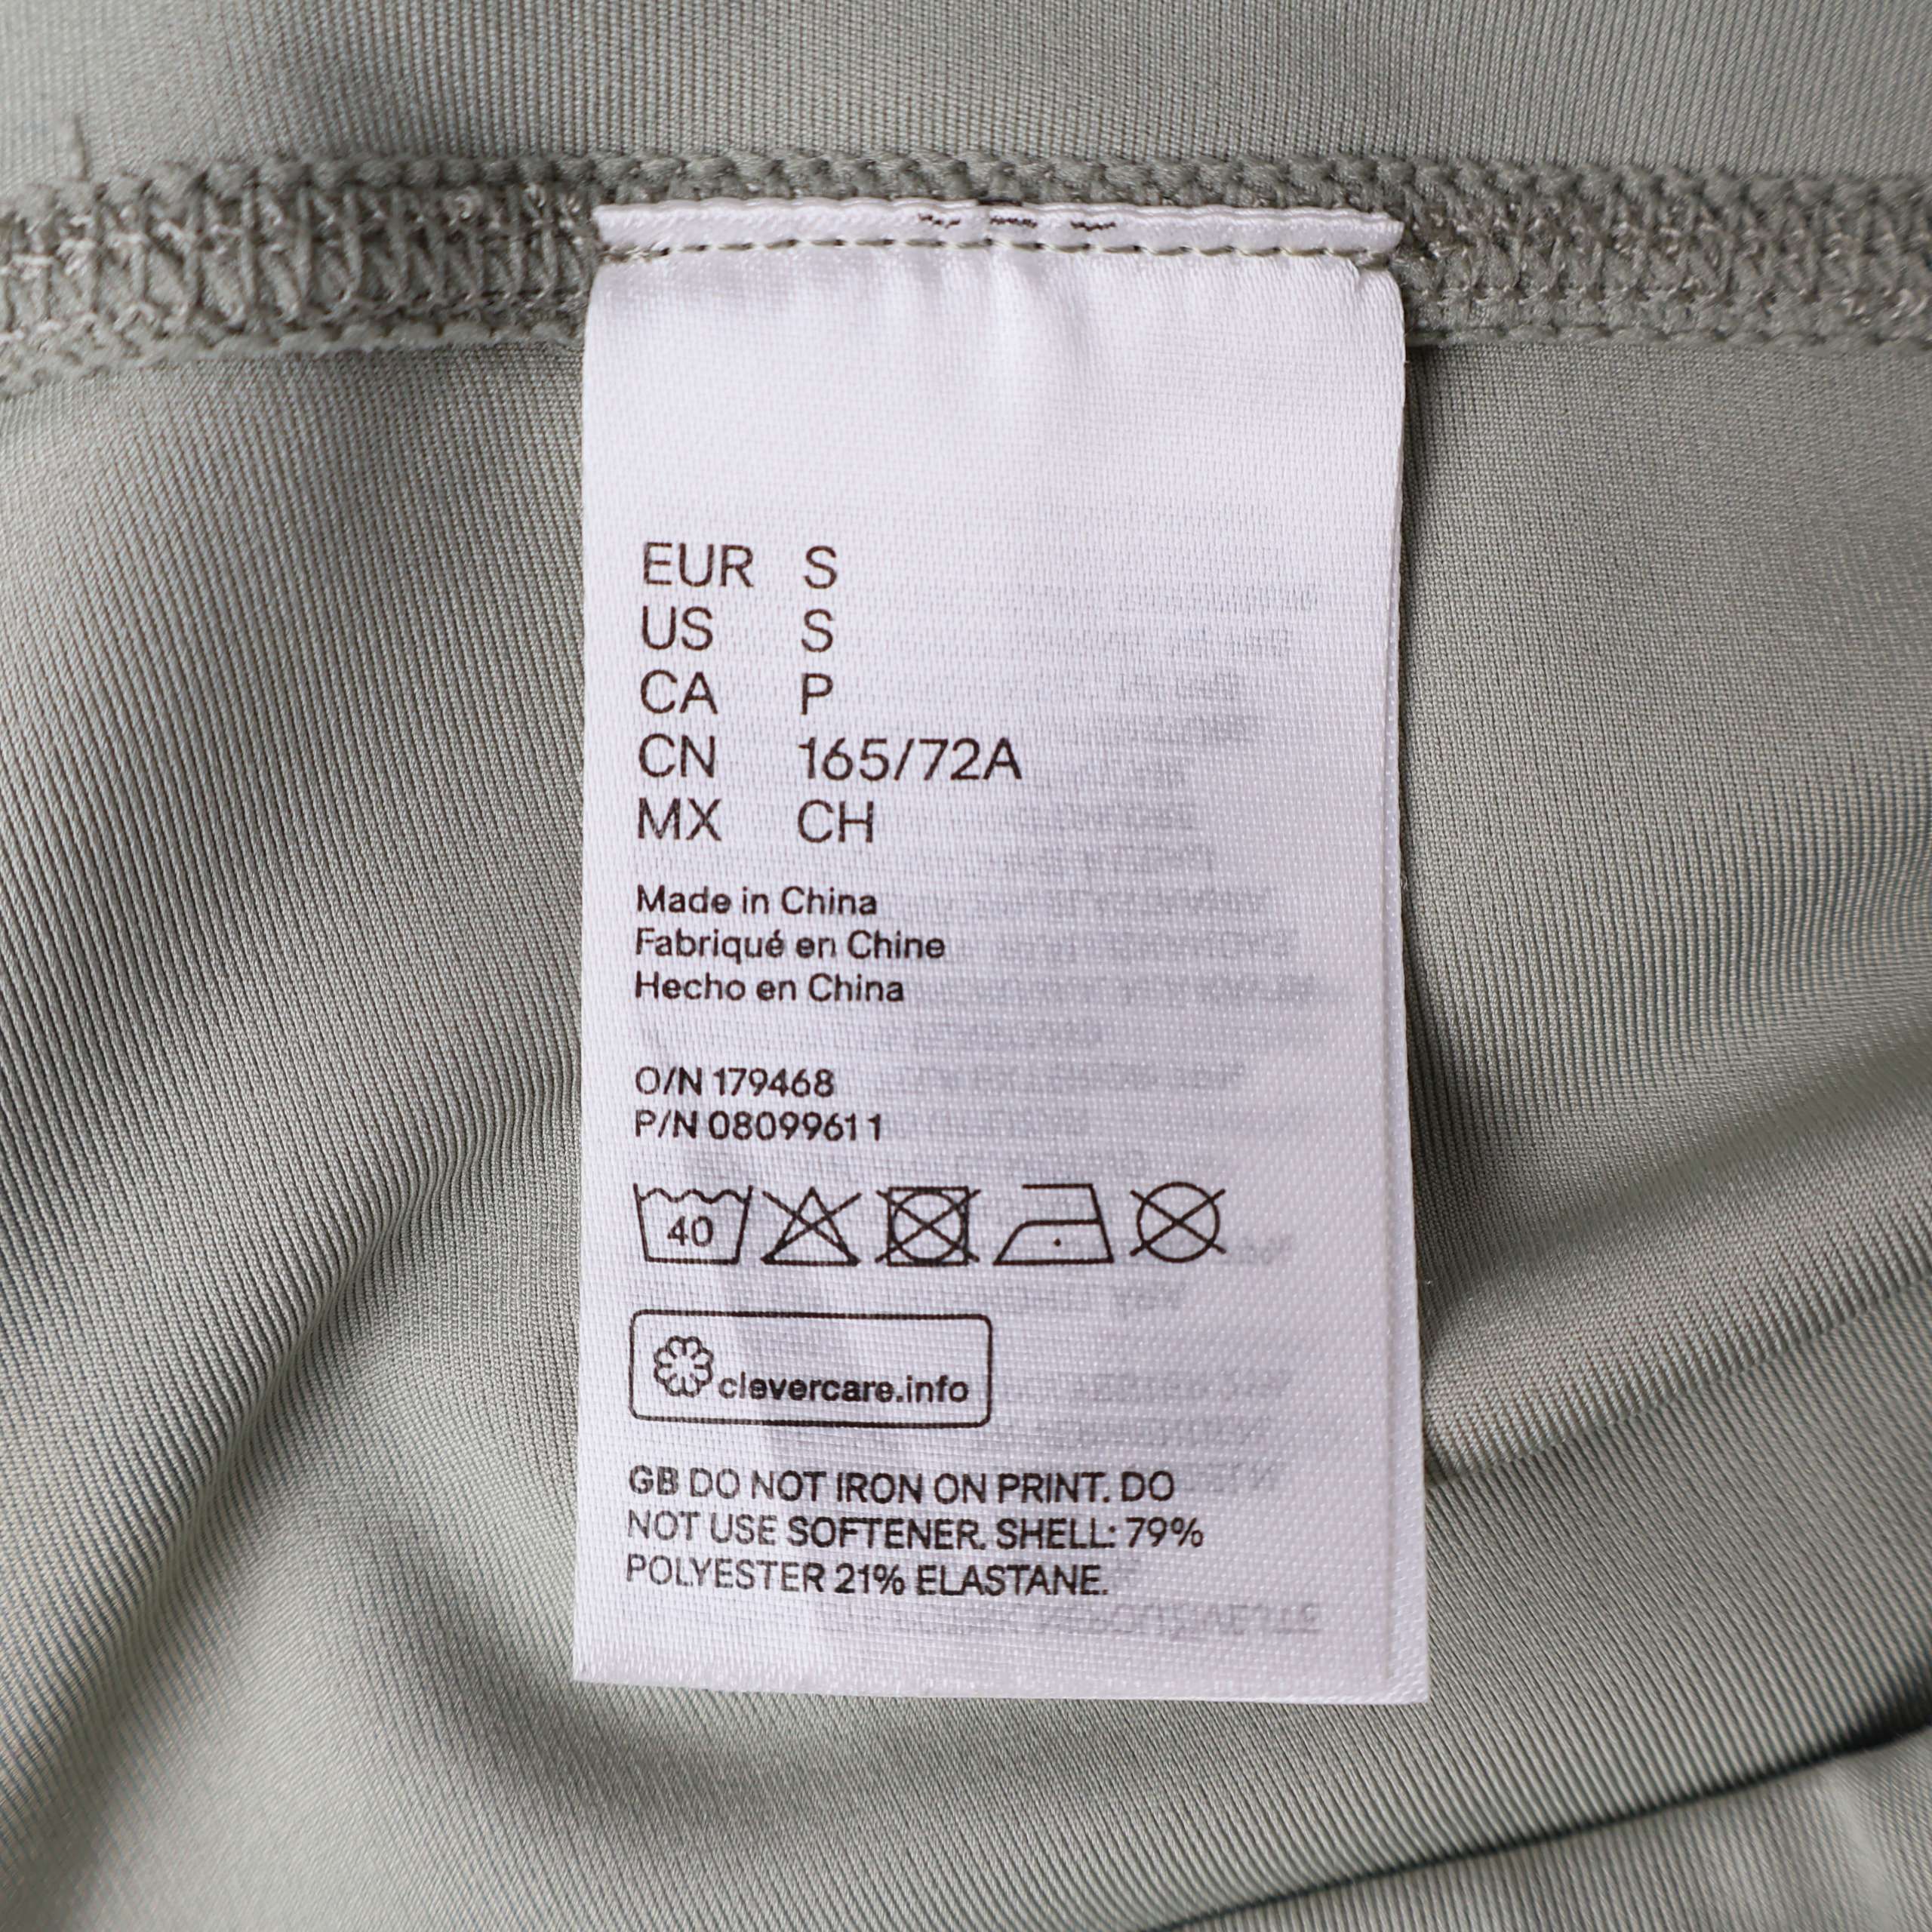 EUR S
US S
CA P
CN 165/72A
MX CH
Made in China
Fabriqué en Chine
Hecho en China
O/N 179468
P/N 08099611
40
clevercare.info
GB DO NOT IRON ON PRINT. DO
NOT USE SOFTENER. SHELL: 79%
POLYESTER 21% ELASTANE.